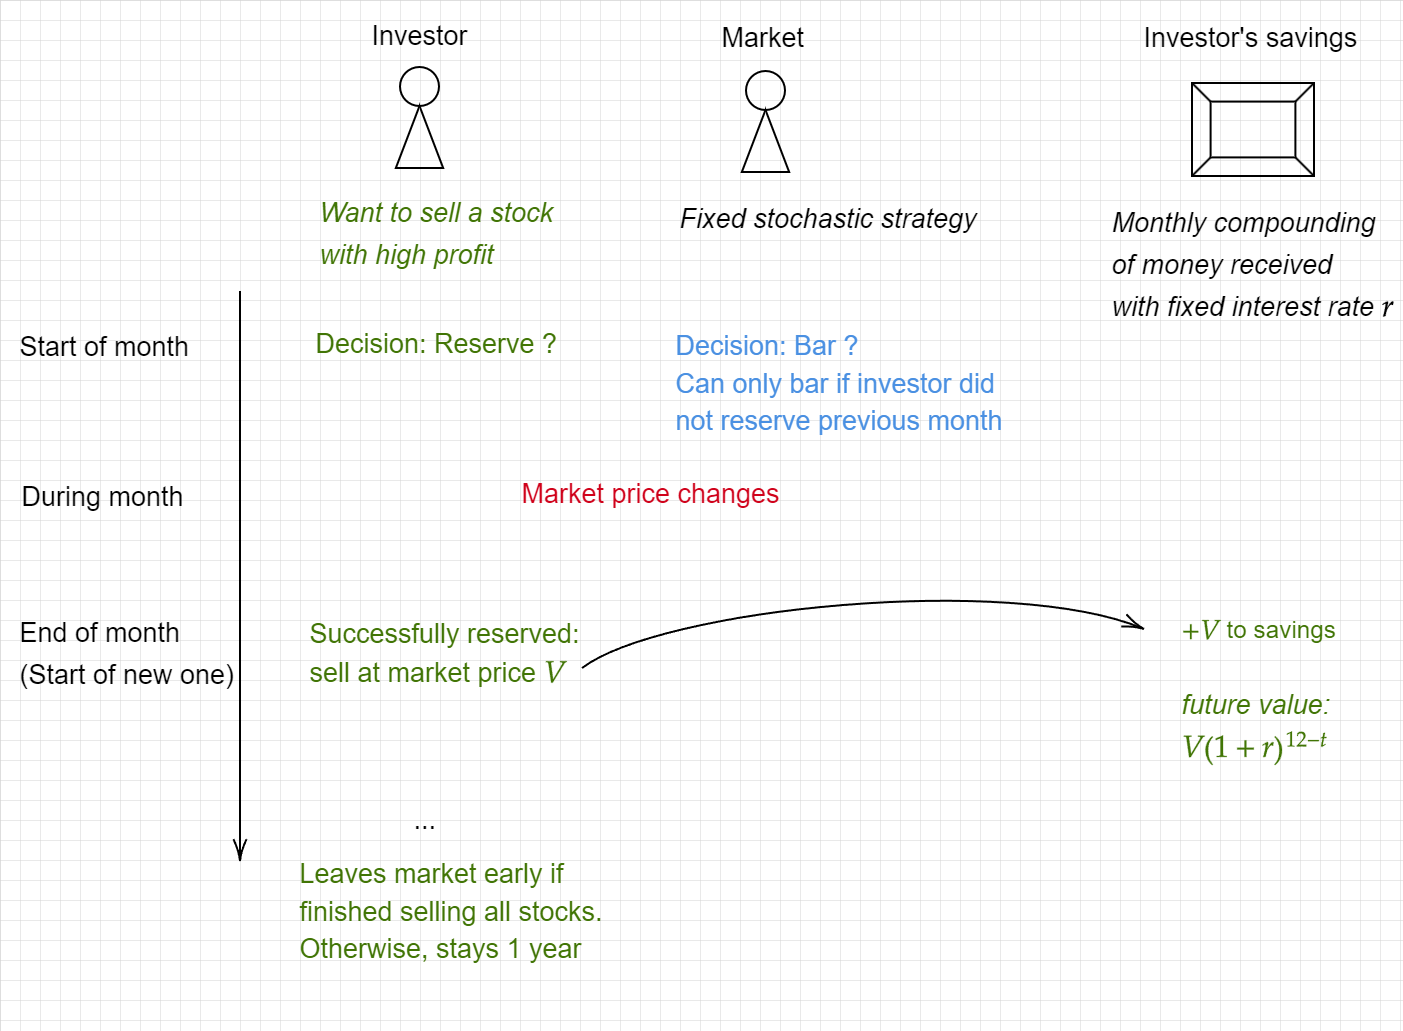 Investor
Market
Investor's savings
Want to sell a stock
with high profit
Fixed stochastic strategy
Monthly compounding
of money received
with fixed interest rate r
Start of month
Decision: Reserve ?
Decision: Bar ?
Can only bar if investor did
not reserve previous month
During month
Market price changes
End of month
(Start of new one)
Successfully reserved:
sell at market price V
+V to savings
future value:
V(1 + r)^{12−t}
...
Leaves market early if
finished selling all stocks.
Otherwise, stays 1 year